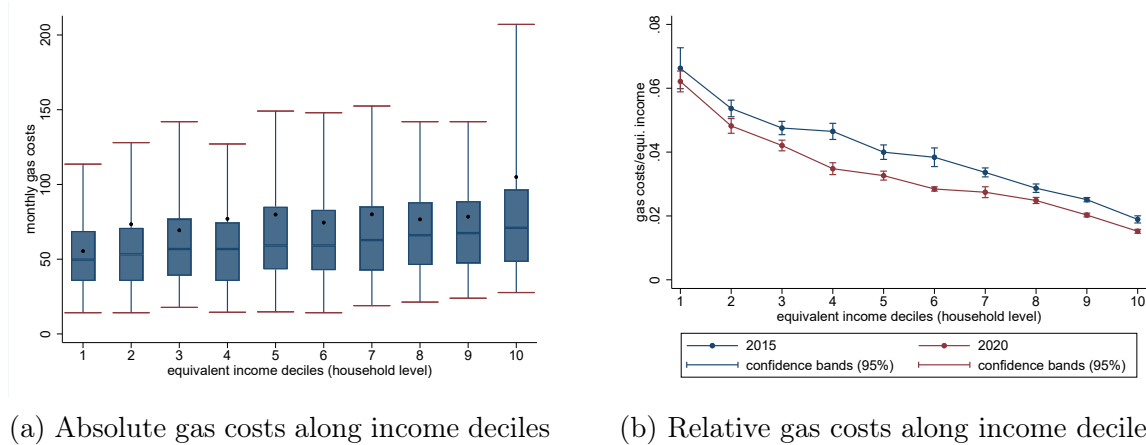 monthly gas costs
200
150
100
50
0
1 2 3 4 5 6 7 8 9 10
equivalent income deciles (household level)
(a) Absolute gas costs along income deciles
gas costs/equi. income
.08
.06
.04
.02
0
1 2 3 4 5 6 7 8 9 10
equivalent income deciles (household level)
2015 2020
confidence bands (95%) confidence bands (95%)
(b) Relative gas costs along income decile